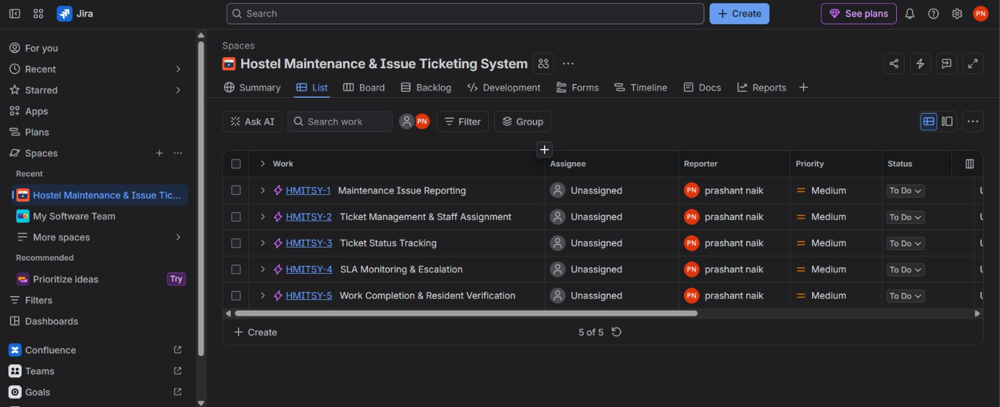 Jira
Search
Create
See plans
PN
For you
Recent
Starred
Apps
Plans
Spaces
Recent
Hostel Maintenance & Issue Tic...
My Software Team
More spaces
Recommended
Prioritize ideas
Try
Filters
Dashboards
Confluence
Teams
Goals
Spaces
Hostel Maintenance & Issue Ticketing System
Summary List Board Backlog Development Forms Timeline Docs Reports
Ask AI Search work PN Filter Group
Work Assignee Reporter Priority Status
HMITSY-1 Maintenance Issue Reporting Unassigned PN prashant naik Medium To Do
HMITSY-2 Ticket Management & Staff Assignment Unassigned PN prashant naik Medium To Do
HMITSY-3 Ticket Status Tracking Unassigned PN prashant naik Medium To Do
HMITSY-4 SLA Monitoring & Escalation Unassigned PN prashant naik Medium To Do
HMITSY-5 Work Completion & Resident Verification Unassigned PN prashant naik Medium To Do
Create 5 of 5